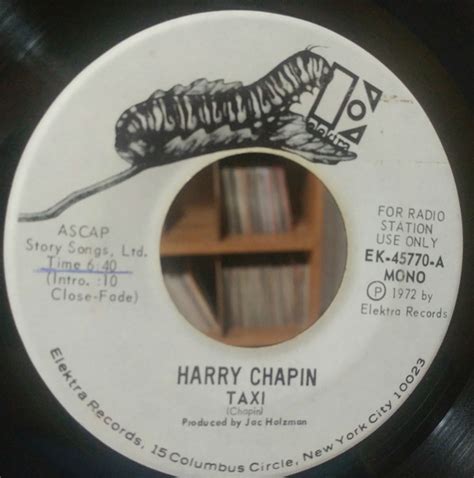 elektra
ASCAP
Story Songs, Ltd.
Time 6:40
(Intro. :10
Close-Fade)
FOR RADIO
STATION
USE ONLY
EK-45770-A
MONO
Ⓟ 1972 by
Elektra Records
HARRY CHAPIN
TAXI
(Chapin)
Produced by Jac Holzman
Elektra Records, 15 Columbus Circle, New York City 10023